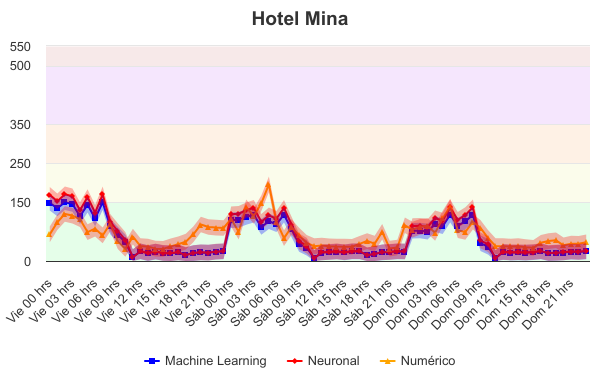 Hotel Mina
550
500
350
250
150
0
Vie 00 hrs
Vie 03 hrs
Vie 06 hrs
Vie 09 hrs
Vie 12 hrs
Vie 15 hrs
Vie 18 hrs
Vie 21 hrs
Sáb 00 hrs
Sáb 03 hrs
Sáb 06 hrs
Sáb 09 hrs
Sáb 12 hrs
Sáb 15 hrs
Sáb 18 hrs
Sáb 21 hrs
Dom 00 hrs
Dom 03 hrs
Dom 06 hrs
Dom 09 hrs
Dom 12 hrs
Dom 15 hrs
Dom 18 hrs
Dom 21 hrs
Machine Learning Neuronal Numérico